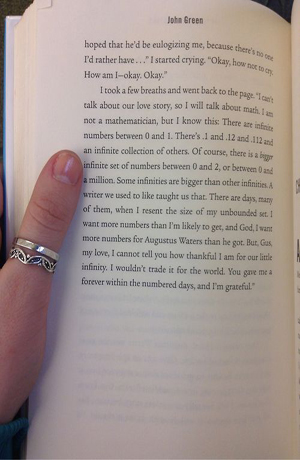 John Green
hoped that he'd be eulogizing me, because there's no one
I'd rather have . . ." I started crying. "Okay, how not to cry.
How am I—okay. Okay."
I took a few breaths and went back to the page. "I can't
talk about our love story, so I will talk about math. I am
not a mathematician, but I know this: There are infinite
numbers between 0 and 1. There's .1 and .12 and .112 and
an infinite collection of others. Of course, there is a bigger
infinite set of numbers between 0 and 2, or between 0 and
a million. Some infinities are bigger than other infinities. A
writer we used to like taught us that. There are days, many
of them, when I resent the size of my unbounded set. I
want more numbers than I'm likely to get, and God, I want
more numbers for Augustus Waters than he got. But, Gus,
my love, I cannot tell you how thankful I am for our little
infinity. I wouldn't trade it for the world. You gave me a
forever within the numbered days, and I'm grateful."